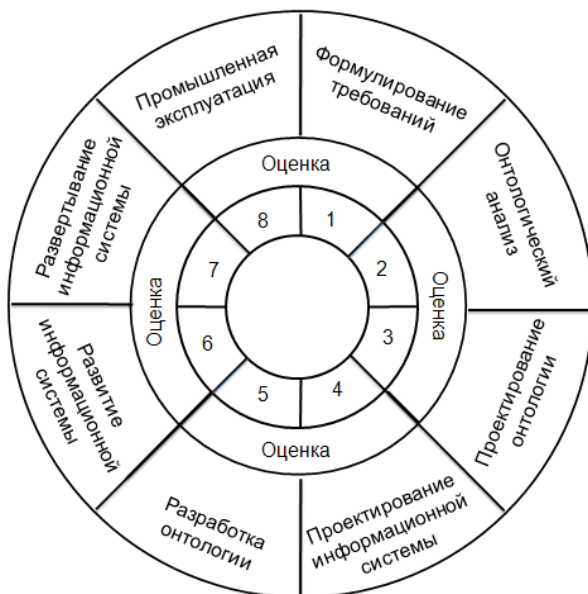 Промышленная
эксплуатация
Формулирование
требований
Онтологический
анализ
Проектирование
онтологии
Проектирование
информационной
системы
Разработка
онтологии
Развитие
информационной
системы
Развертывание
информационной
системы
Оценка
Оценка
Оценка
Оценка
1
2
3
4
5
6
7
8